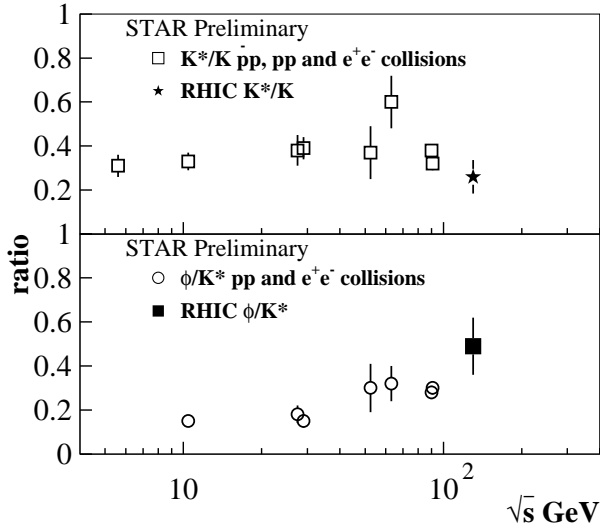 1
STAR Preliminary
K*/K p̄p, pp and e⁺e⁻ collisions
0.8
RHIC K*/K
0.6
0.4
0.2
0
1
STAR Preliminary
0.8
ϕ/K* pp and e⁺e⁻ collisions
RHIC ϕ/K*
0.6
0.4
0.2
0
ratio
10
10²
√s GeV